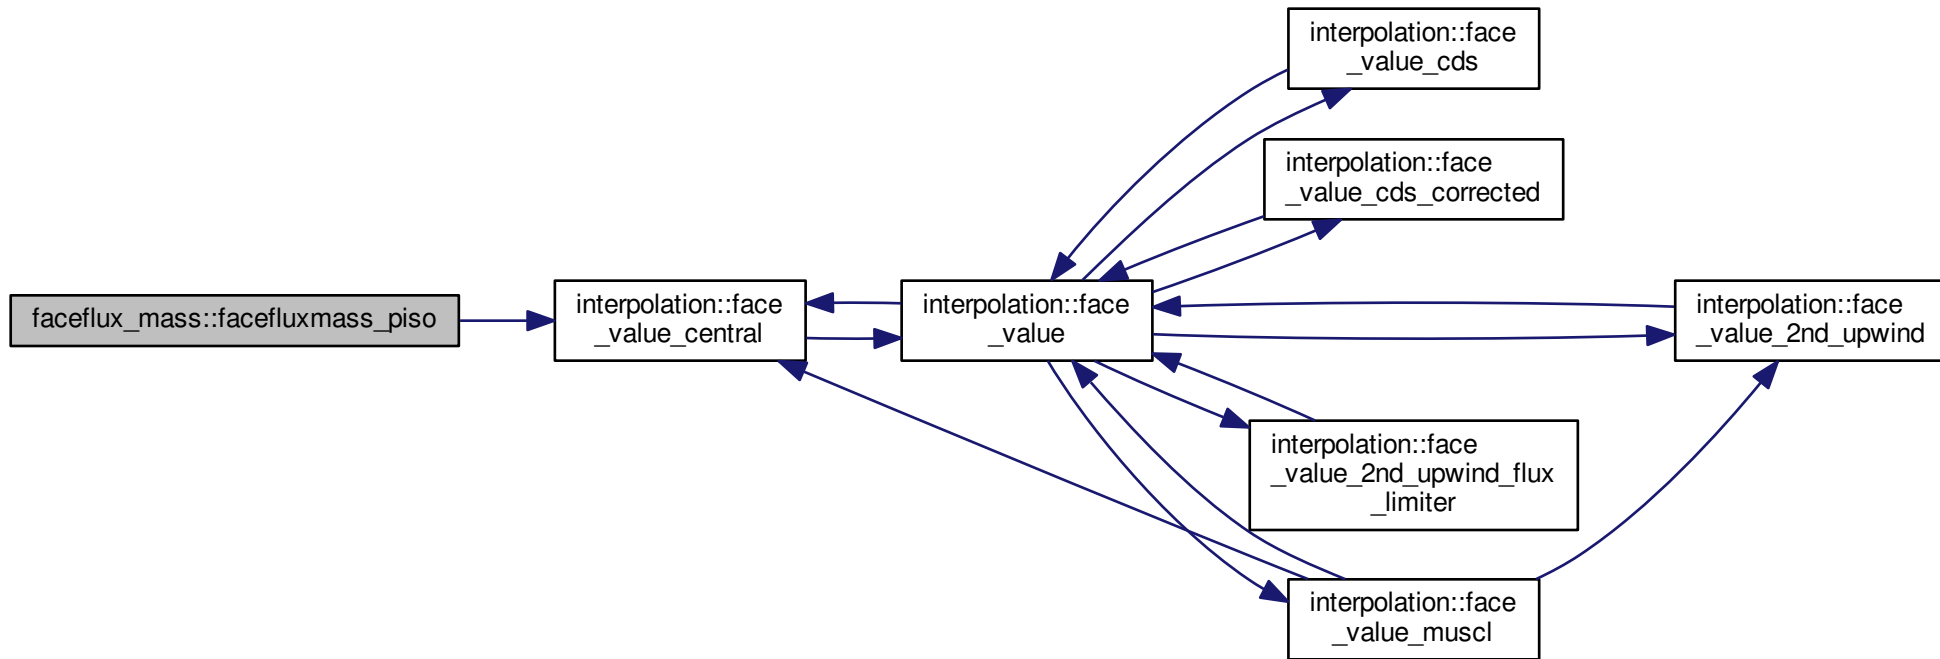 interpolation::face
_value_cds
interpolation::face
_value_cds_corrected
faceflux_mass::facefluxmass_piso
interpolation::face
_value_central
interpolation::face
_value
interpolation::face
_value_2nd_upwind
interpolation::face
_value_2nd_upwind_flux
_limiter
interpolation::face
_value_muscl